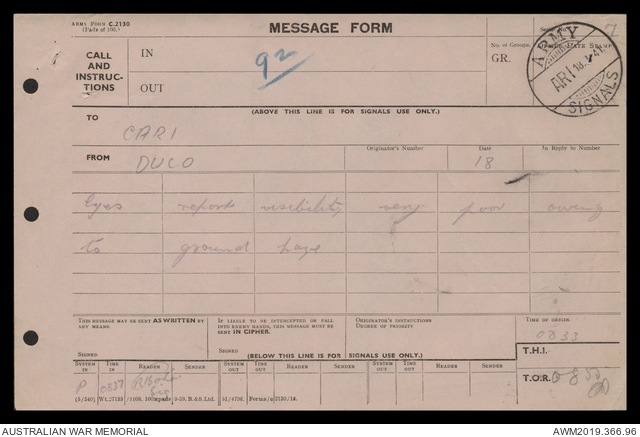 ARMY FORM C.2130
(Pads of 100.)
MESSAGE FORM
CALL AND INSTRUC-TIONS
IN
OUT
92
No. of Groups.
GR.
OFFICE DATE STAMP
7
ARMY
ARI 18. V 41
SIGNALS
(ABOVE THIS LINE IS FOR SIGNALS USE ONLY.)
TO
CARI
FROM
DUCO
Originator's Number
Date
18
In Reply to Number
Eyes report visibility very poor owing
to ground haze
THIS MESSAGE MAY BE SENT AS WRITTEN BY ANY MEANS.
SIGNED
IF LIABLE TO BE INTERCEPTED OR FALL INTO ENEMY HANDS, THIS MESSAGE MUST BE SENT IN CIPHER.
SIGNED
ORIGINATOR'S INSTRUCTIONS
DEGREE OF PRIORITY
TIME OF ORIGIN
0833
(BELOW THIS LINE IS FOR SIGNALS USE ONLY.)
T.H.I.
T.O.R.
SYSTEM IN
TIME IN
READER
SENDER
SYSTEM OUT
TIME OUT
READER
SENDER
SYSTEM OUT
TIME OUT
READER
SENDER
P
0837
AUSTRALIAN WAR MEMORIAL
AWM2019.366.96